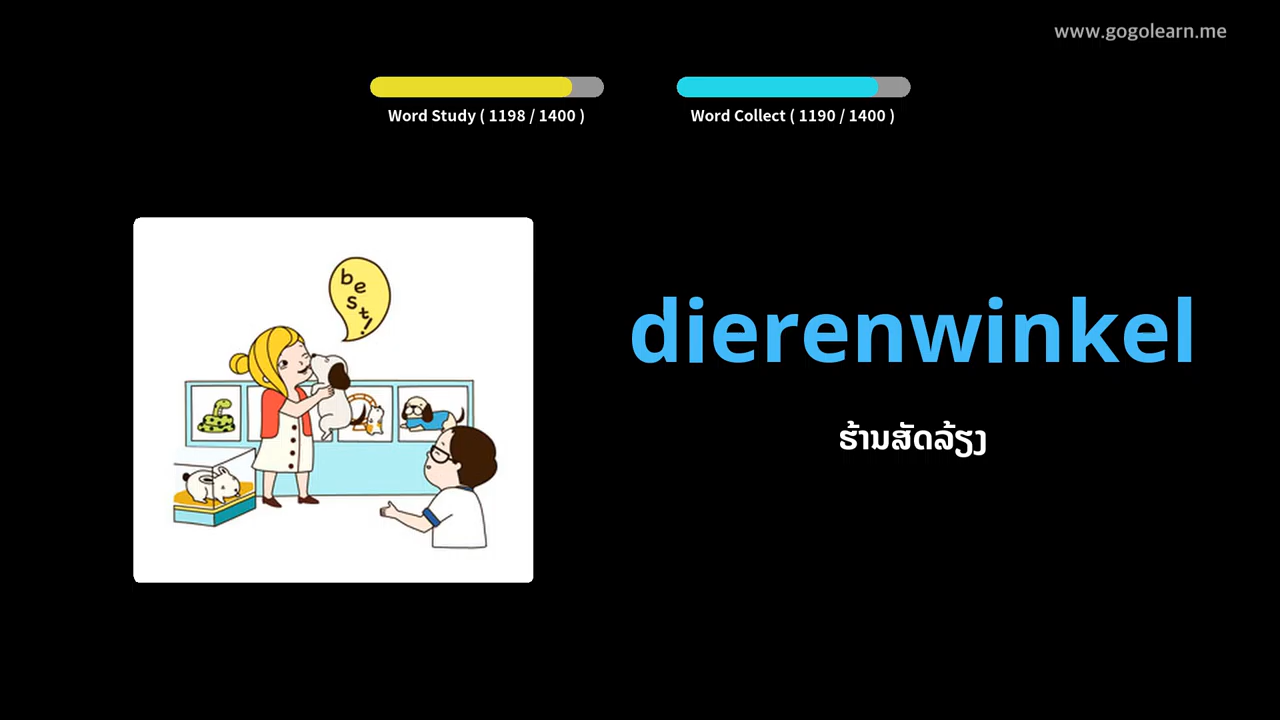 www.gogolearn.me
Word Study ( 1198 / 1400 )
Word Collect ( 1190 / 1400 )
best!
dierenwinkel
ຮ້ານສັດລ້ຽງ